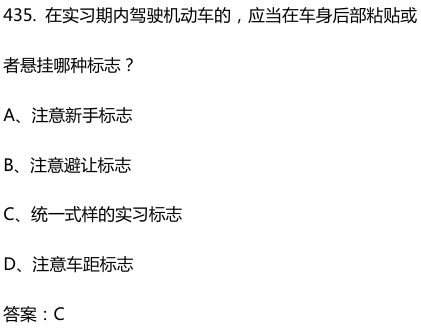 435. 在实习期内驾驶机动车的，应当在车身后部粘贴或
者悬挂哪种标志？
A、注意新手标志
B、注意避让标志
C、统一式样的实习标志
D、注意车距标志
答案：C